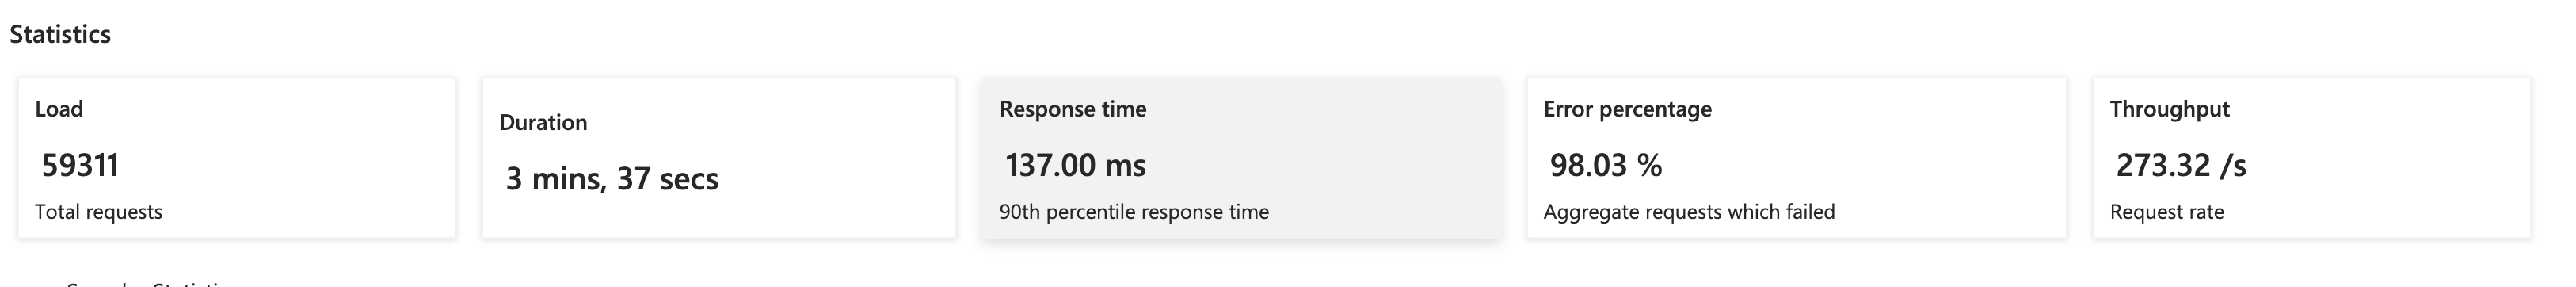 Statistics
Load
59311
Total requests
Duration
3 mins, 37 secs
Response time
137.00 ms
90th percentile response time
Error percentage
98.03 %
Aggregate requests which failed
Throughput
273.32 /s
Request rate